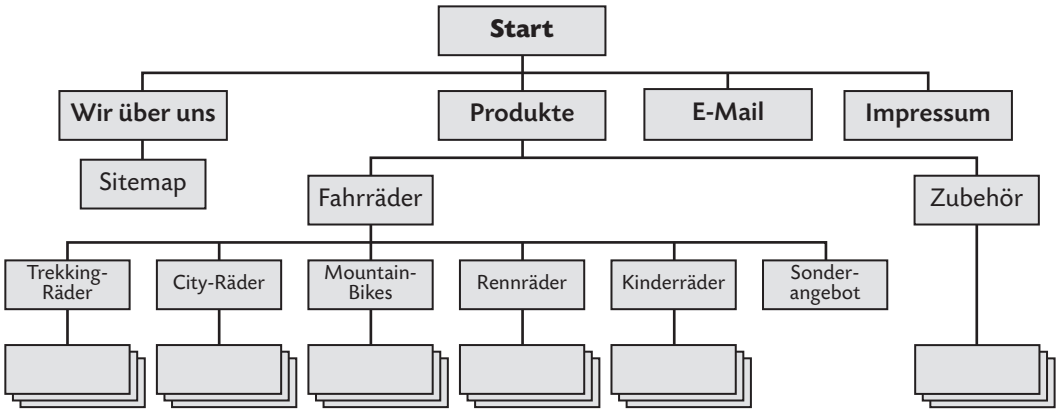 Start
Wir über uns
Produkte
E-Mail
Impressum
Sitemap
Fahrräder
Zubehör
Trekking-
Räder
City-Räder
Mountain-
Bikes
Rennräder
Kinderräder
Sonder-
angebot